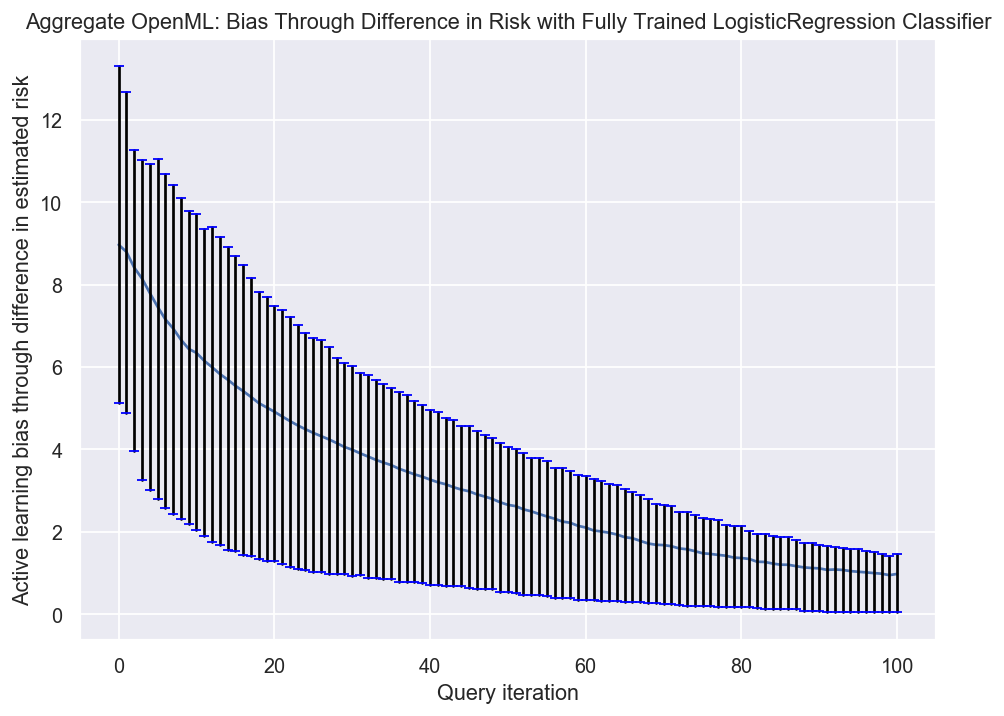 Aggregate OpenML: Bias Through Difference in Risk with Fully Trained LogisticRegression Classifier
Active learning bias through difference in estimated risk
12
10
8
6
4
2
0
0 20 40 60 80 100
Query iteration